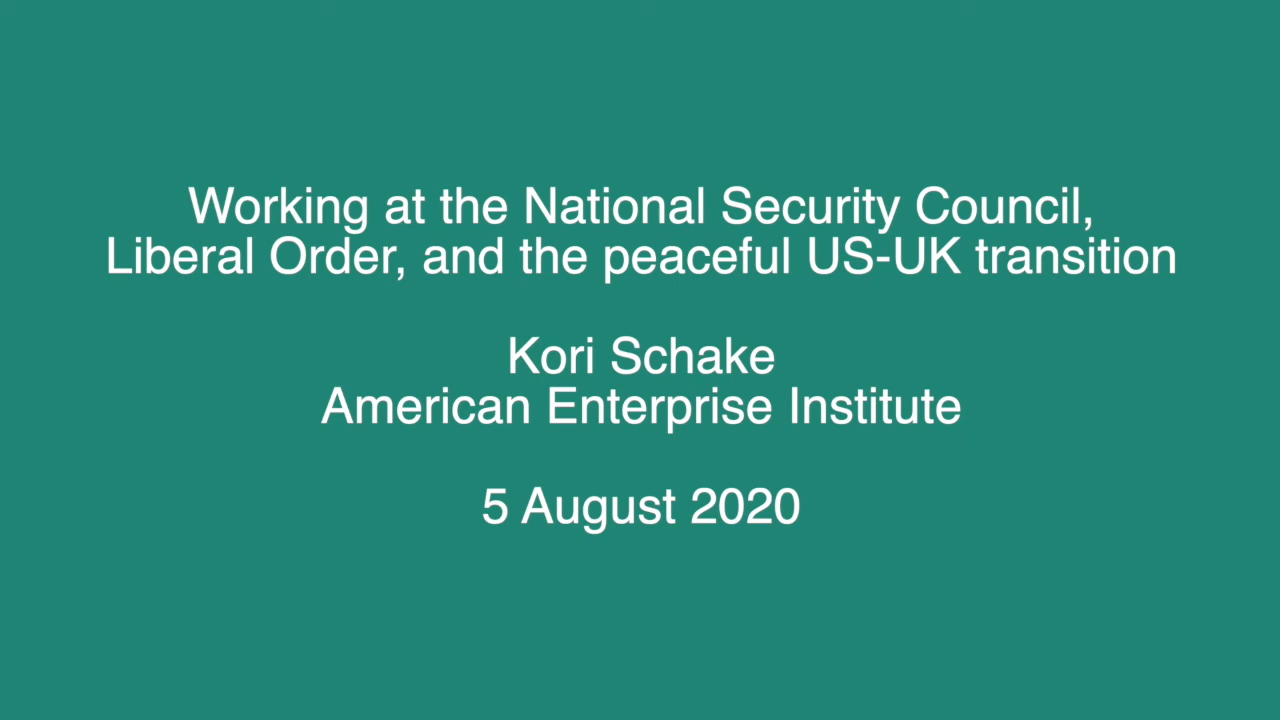 Working at the National Security Council,
Liberal Order, and the peaceful US-UK transition
Kori Schake
American Enterprise Institute
5 August 2020